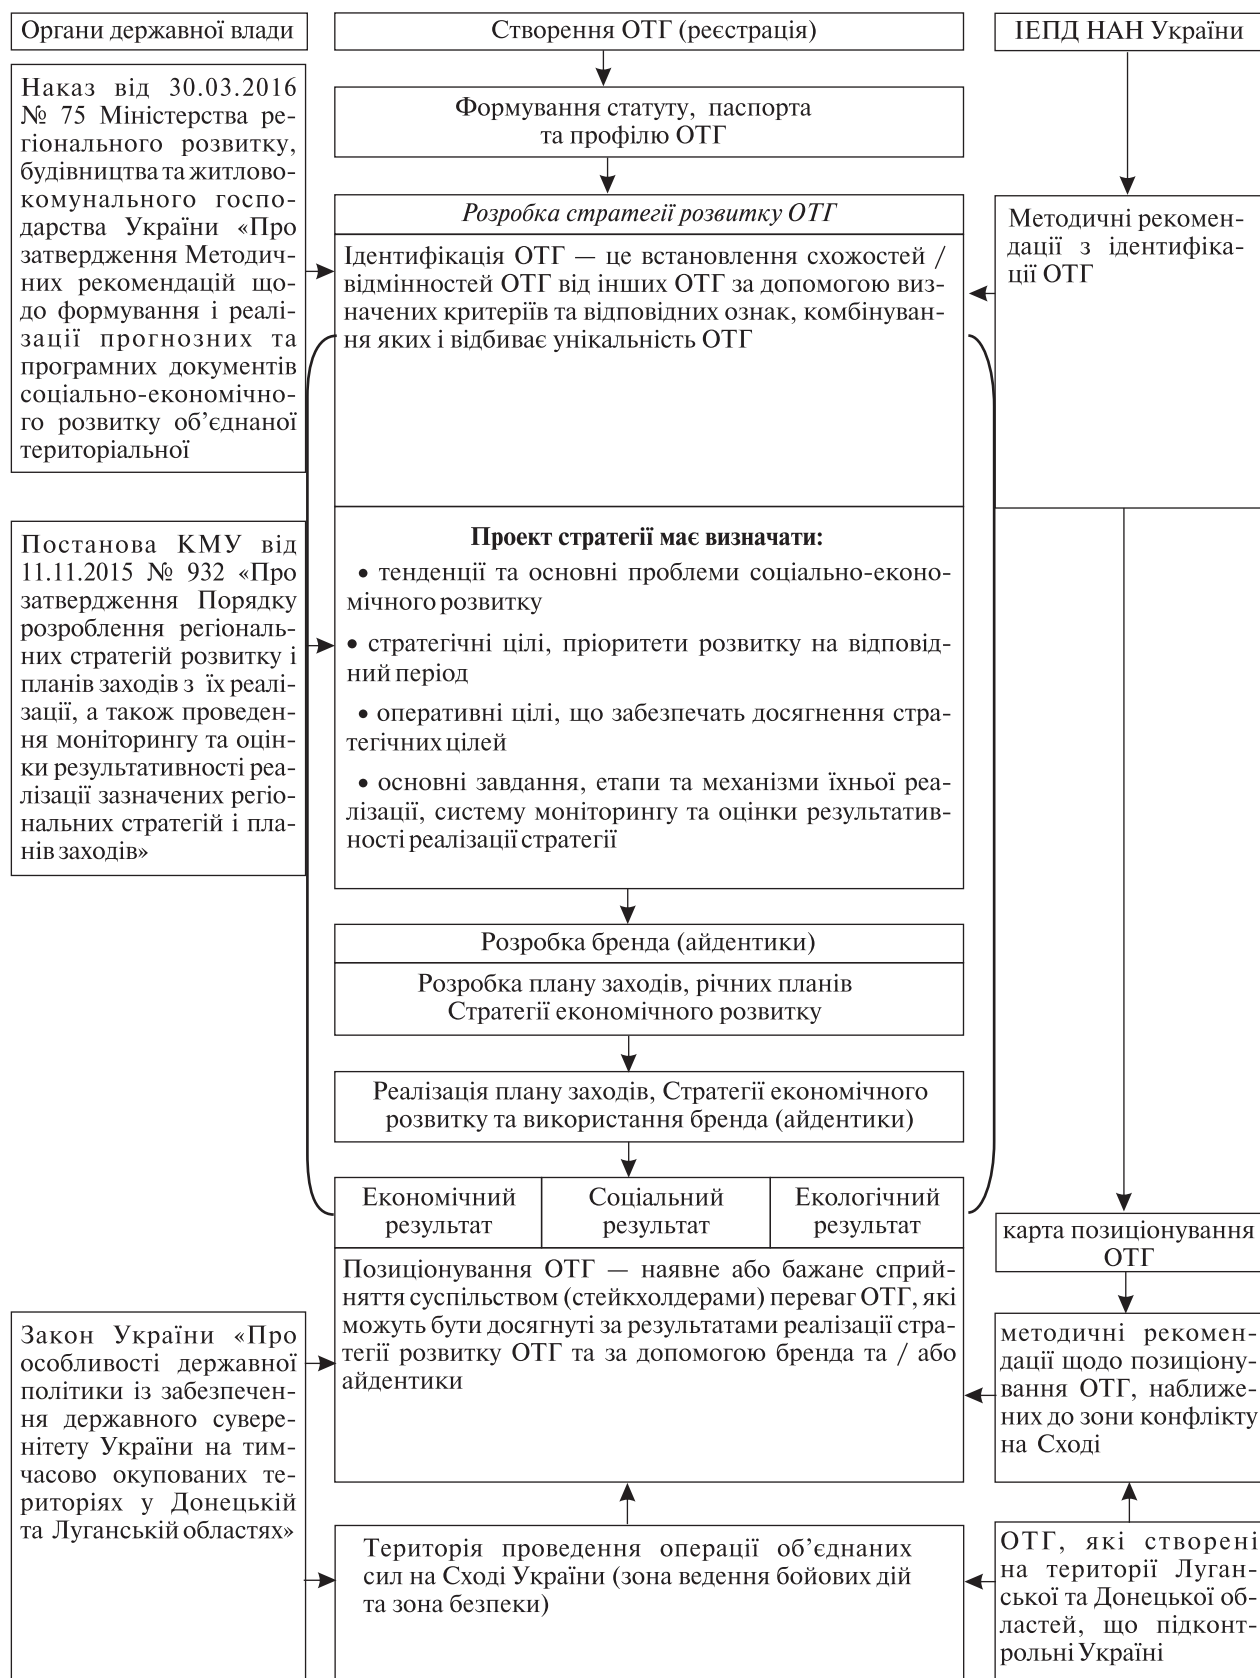 Органи державної влади
Наказ від 30.03.2016
№ 75 Міністерства ре-
гіонального розвитку,
будівництва та житлово-
комунального госпо-
дарства України «Про
затвердження Методич-
них рекомендацій що-
до формування і реалі-
зації прогнозних та
програмних документів
соціально-економічно-
го розвитку об’єднаної
територіальної
Постанова КМУ від
11.11.2015 № 932 «Про
затвердження Порядку
розроблення регіональ-
них стратегій розвитку і
планів заходів з їх реалі-
зації, а також проведен-
ня моніторингу та оцін-
ки результативності реа-
лізації зазначених регіо-
нальних стратегій і пла-
нів заходів»
Закон України «Про
особливості державної
політики із забезпечен-
ня державного сувере-
нітету України на тим-
часово окупованих те-
риторіях у Донецькій
та Луганській областях»
Створення ОТГ (реєстрація)
Формування статуту, паспорта
та профілю ОТГ
Розробка стратегії розвитку ОТГ
Ідентифікація ОТГ — це встановлення схожостей /
відмінностей ОТГ від інших ОТГ за допомогою виз-
начених критеріїв та відповідних ознак, комбінуван-
ня яких і відбиває унікальність ОТГ
Проект стратегії має визначати:
• тенденції та основні проблеми соціально-еконо-
мічного розвитку
• стратегічні цілі, пріоритети розвитку на відповід-
ний період
• оперативні цілі, що забезпечать досягнення стра-
тегічних цілей
• основні завдання, етапи та механізми їхньої реа-
лізації, систему моніторингу та оцінки результатив-
ності реалізації стратегії
Розробка бренда (айдентики)
Розробка плану заходів, річних планів
Стратегії економічного розвитку
Реалізація плану заходів, Стратегії економічного
розвитку та використання бренда (айдентики)
Економічний
результат
Соціальний
результат
Екологічний
результат
Позиціонування ОТГ — наявне або бажане сприй-
няття суспільством (стейкхолдерами) переваг ОТГ, які
можуть бути досягнуті за результатами реалізації стра-
тегії розвитку ОТГ та за допомогою бренда та / або
айдентики
Територія проведення операції об’єднаних
сил на Сході України (зона ведення бойових дій
та зона безпеки)
ІЕПД НАН України
Методичні рекомен-
дації з ідентифіка-
ції ОТГ
карта позиціонування
ОТГ
методичні рекомен-
дації щодо позиціону-
вання ОТГ, наближе-
них до зони конфлікту
на Сході
ОТГ, які створені
на території Луган-
ської та Донецької об-
ластей, що підконт-
рольні Україні